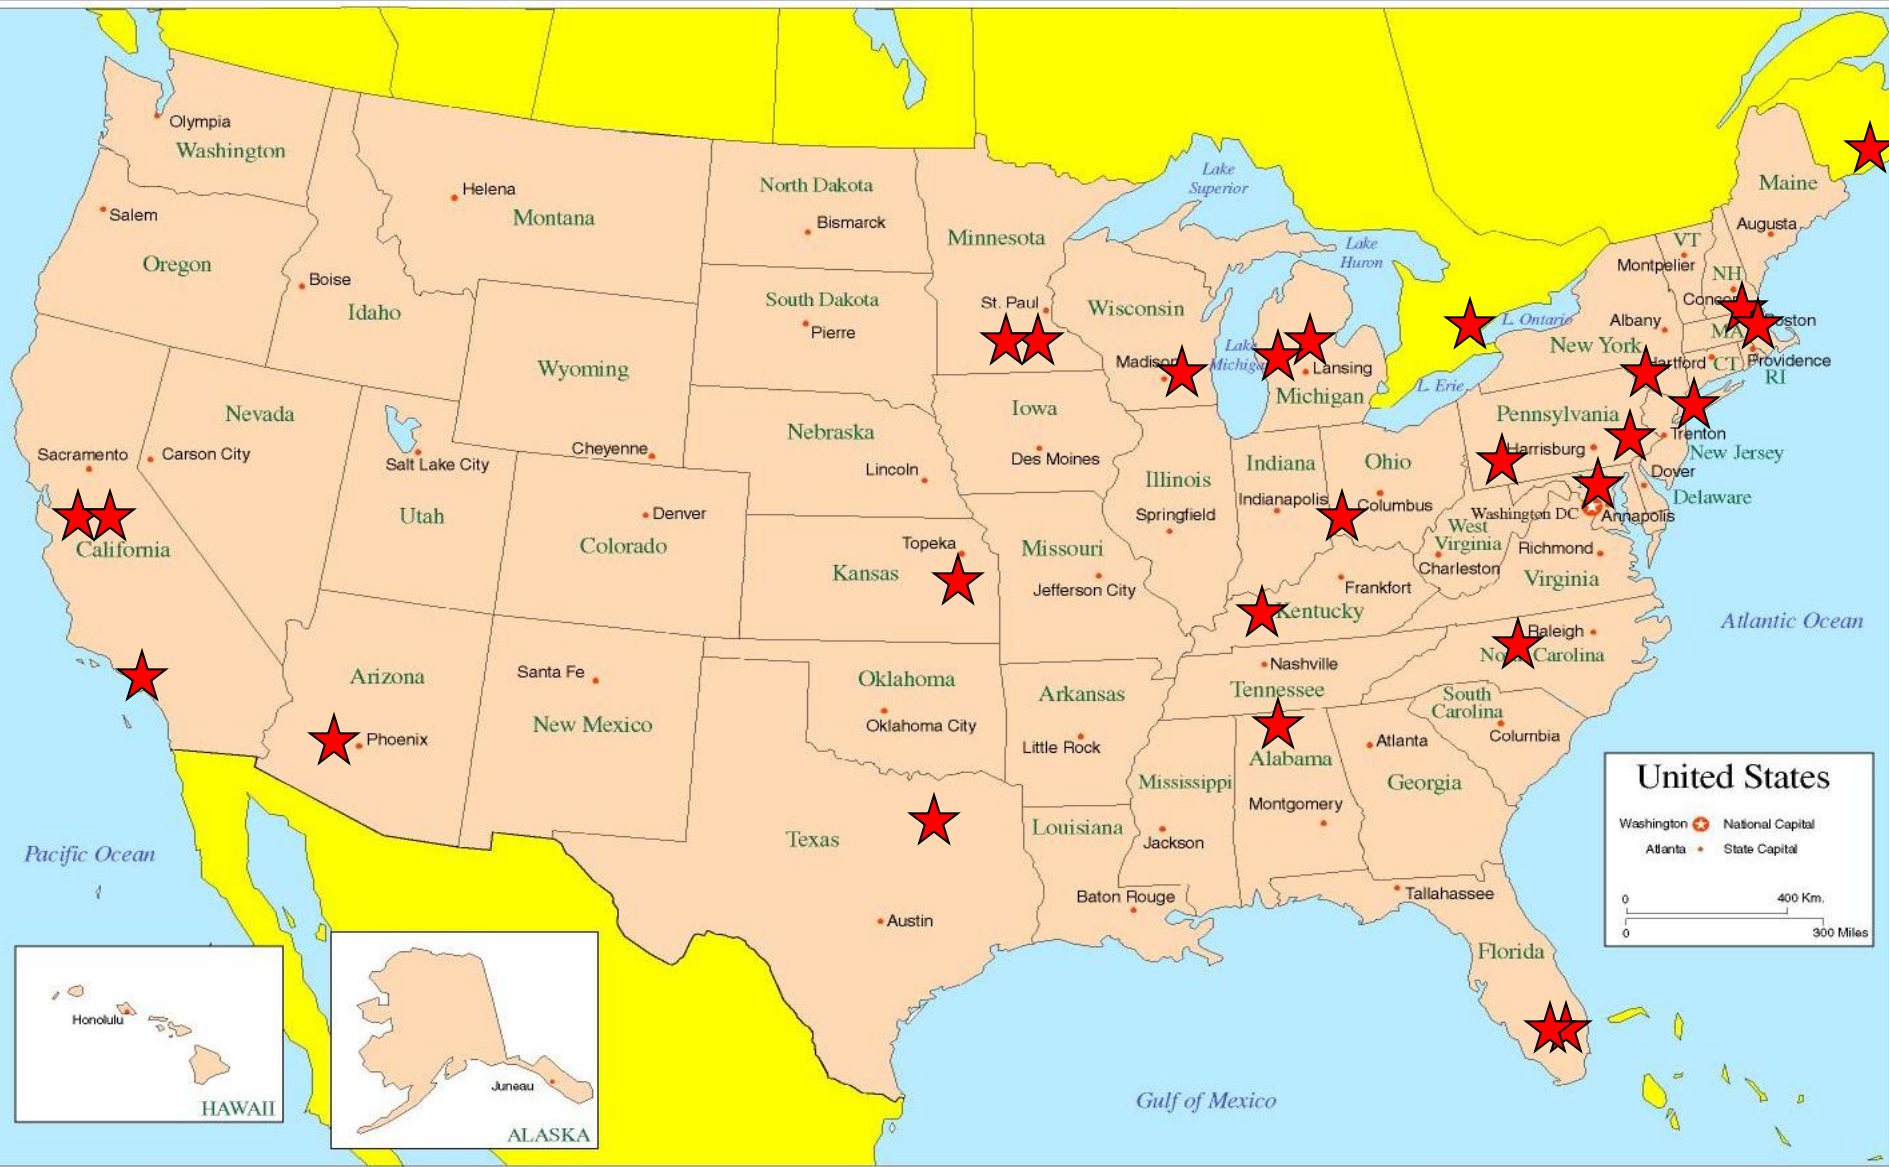 Olympia
Washington
Salem
Oregon
Boise
Idaho
Helena
Montana
North Dakota
Bismarck
South Dakota
Pierre
Wyoming
Cheyenne
Nebraska
Lincoln
Minnesota
St. Paul
Wisconsin
Madison
Lake
Superior
Lake
Huron
Lake
Michiga
Lansing
Michigan
L. Ontario
L. Erie
Maine
Augusta
VT
Montpelier
NH
Conco
Albany
New York
MA
Boston
Hartford
CT
Providence
RI
Pennsylvania
Harrisburg
Trenton
New Jersey
Dover
Delaware
Washington DC
Annapolis
Sacramento
Carson City
Nevada
California
Salt Lake City
Utah
Denver
Colorado
Topeka
Kansas
Iowa
Des Moines
Missouri
Jefferson City
Illinois
Springfield
Indiana
Indianapolis
Ohio
Columbus
West
Virginia
Charleston
Richmond
Virginia
Frankfort
Kentucky
Raleigh
North Carolina
Nashville
Tennessee
South
Carolina
Columbia
Arizona
Phoenix
Santa Fe
New Mexico
Oklahoma
Oklahoma City
Arkansas
Little Rock
Texas
Austin
Louisiana
Baton Rouge
Mississippi
Jackson
Alabama
Montgomery
Atlanta
Georgia
Tallahassee
Florida
Pacific Ocean
Atlantic Ocean
Gulf of Mexico
Honolulu
HAWAII
Juneau
ALASKA
United States
Washington National Capital
Atlanta State Capital
0 400 Km.
0 300 Miles